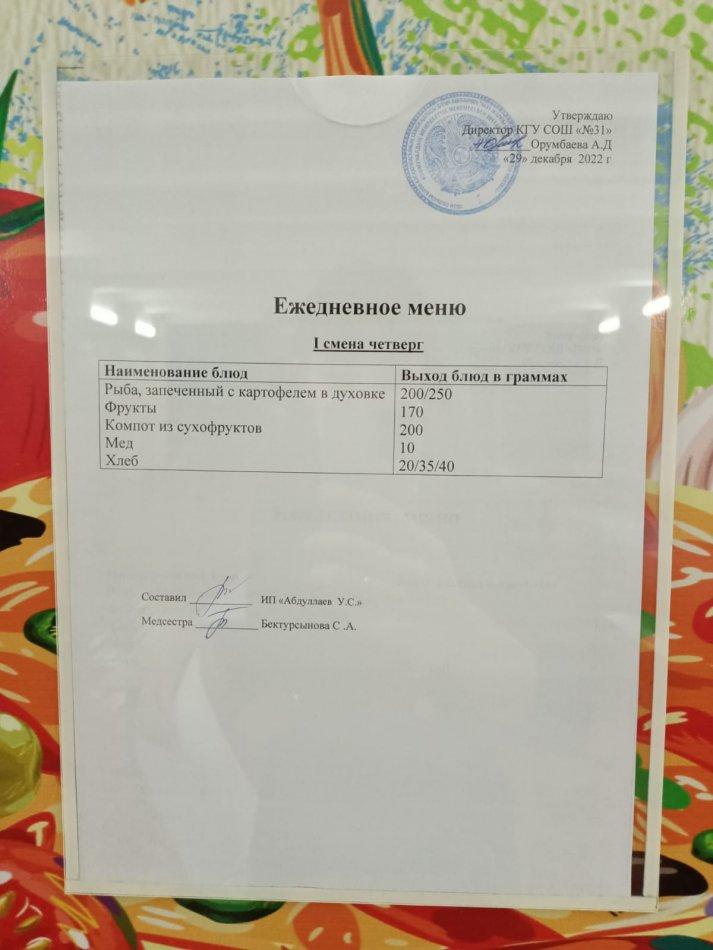 Утверждаю
Директор КГУ СОШ «№31»
Орумбаева А.Д
«29» декабря 2022 г
Ежедневное меню
I смена четверг
Наименование блюд Выход блюд в граммах
Рыба, запеченный с картофелем в духовке 200/250
Фрукты 170
Компот из сухофруктов 200
Мед 10
Хлеб 20/35/40
Составил ИП «Абдуллаев У.С.»
Медсестра Бектурсынова С .А.